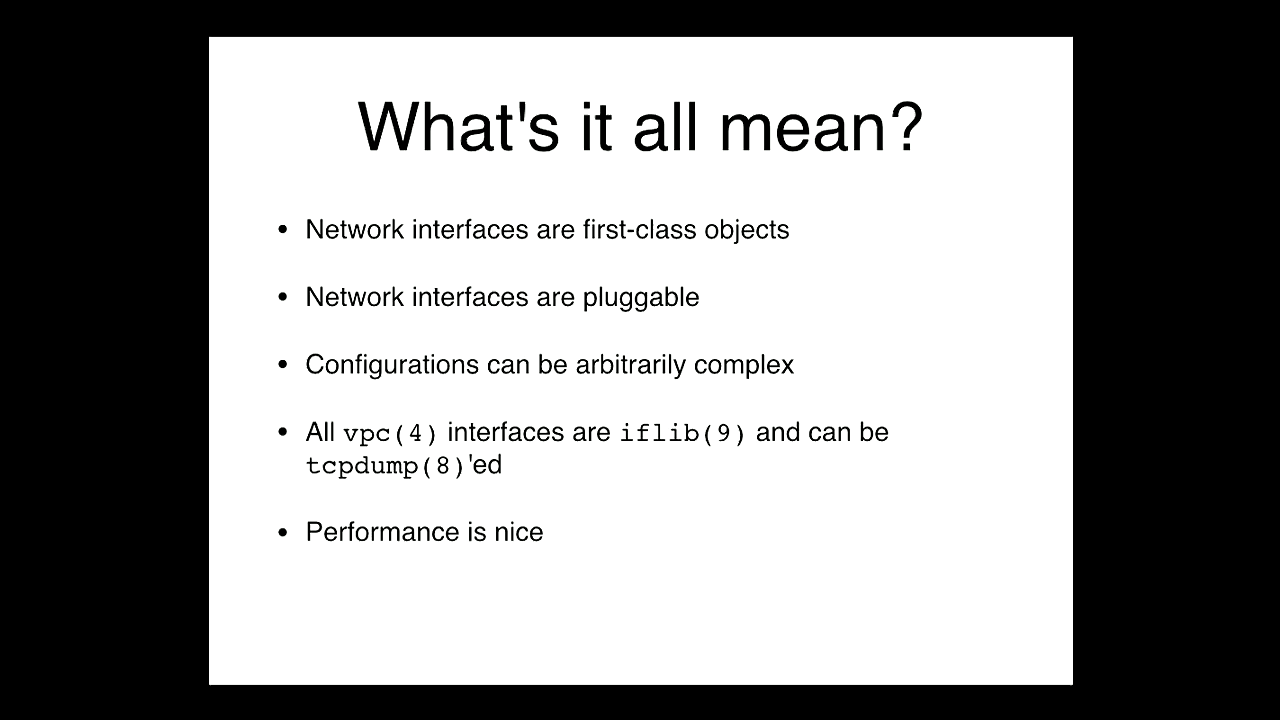 What's it all mean?
• Network interfaces are first-class objects
• Network interfaces are pluggable
• Configurations can be arbitrarily complex
• All vpc(4) interfaces are iflib(9) and can be
tcpdump(8)'ed
• Performance is nice